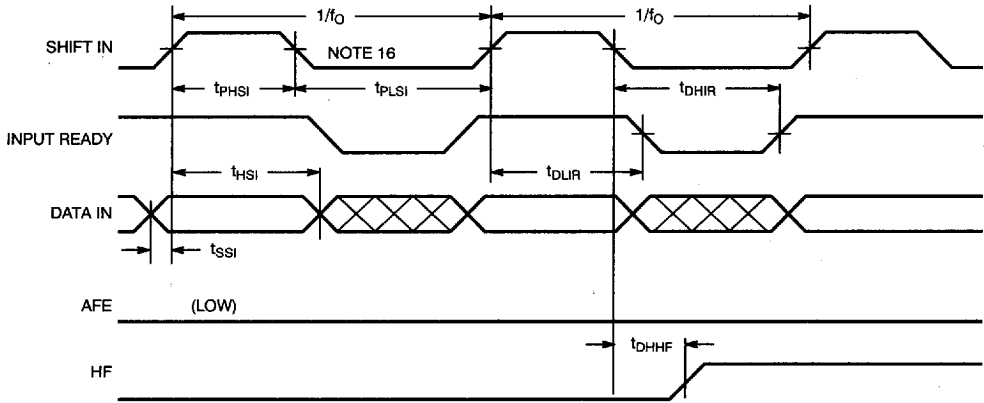 1/fO 1/fO
SHIFT IN NOTE 16
tPHSI tPLSI tDHIR
INPUT READY
tHSI tDLIR
DATA IN
tSSI
AFE (LOW)
tDHHF
HF